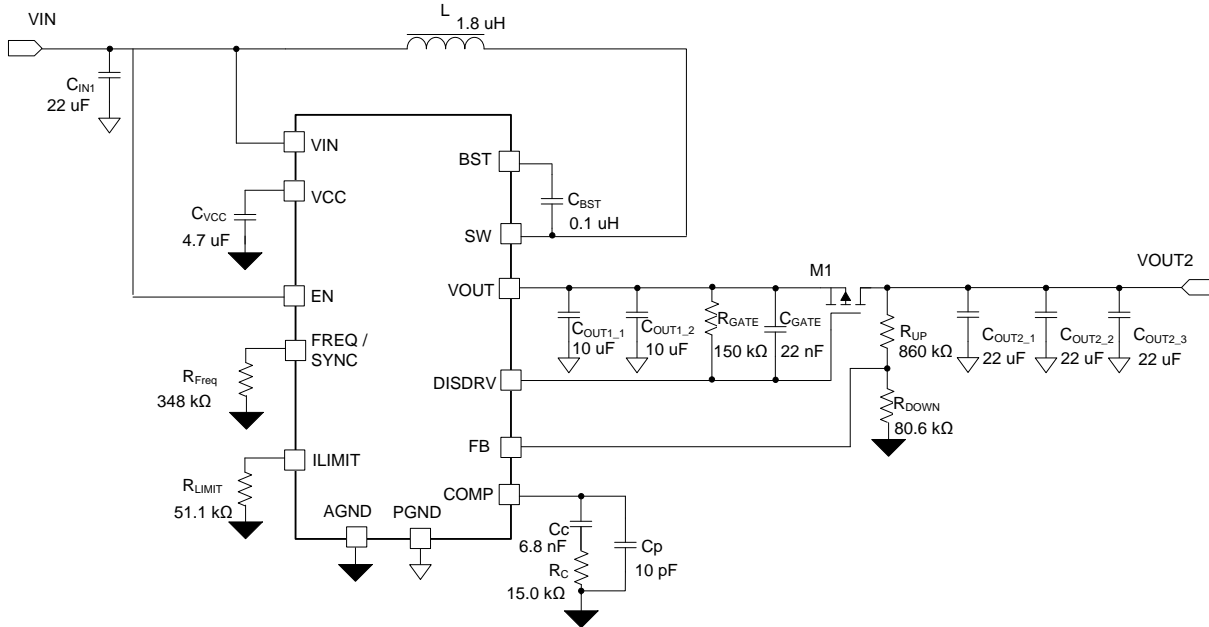 VIN
L
1.8 uH
CIN1
22 uF
VIN
BST
VCC
CVCC
4.7 uF
CBST
0.1 uH
SW
M1
VOUT2
EN
VOUT
COUT1_1
10 uF
COUT1_2
10 uF
RGATE
150 kΩ
CGATE
22 nF
RUP
860 kΩ
COUT2_1
22 uF
COUT2_2
22 uF
COUT2_3
22 uF
FREQ /
SYNC
RFreq
348 kΩ
DISDRV
RDOWN
80.6 kΩ
FB
ILIMIT
RLIMIT
51.1 kΩ
COMP
AGND
PGND
Cc
6.8 nF
RC
15.0 kΩ
Cp
10 pF